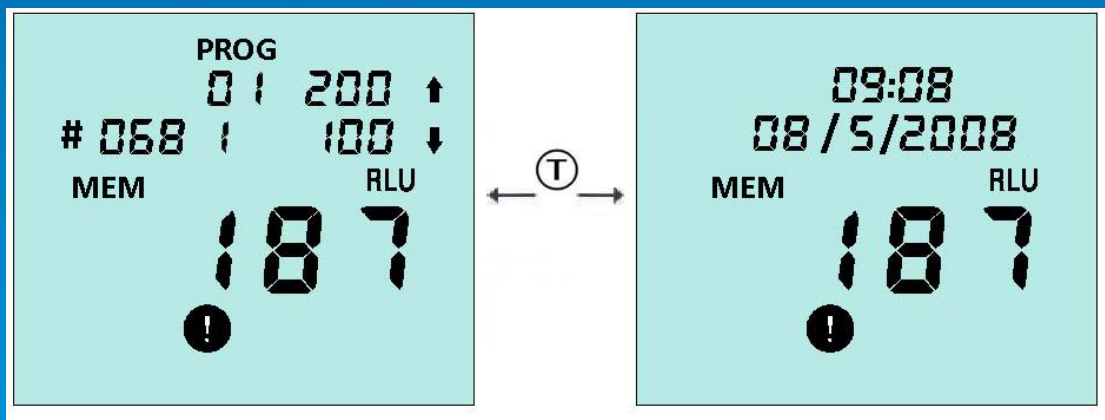 PROG
01 200 ↑
# 068 1 100 ↓
MEM RLU
187
!
T
09:08
08/5/2008
MEM RLU
187
!